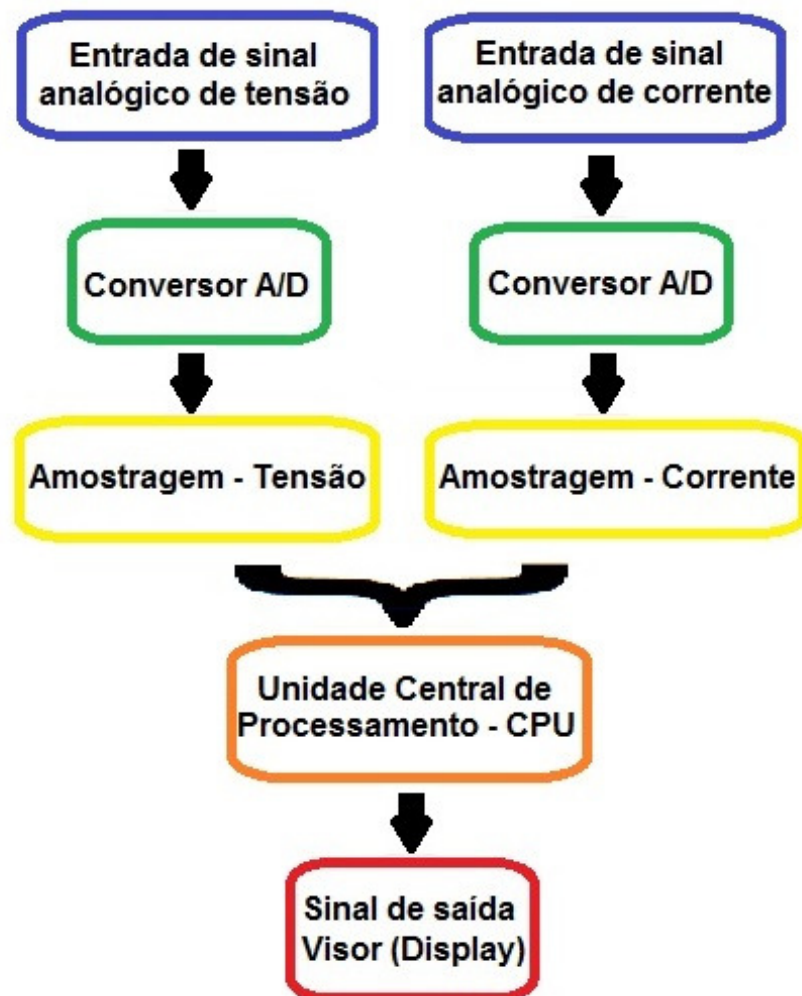 Entrada de sinal
analógico de tensão
Entrada de sinal
analógico de corrente
Conversor A/D
Conversor A/D
Amostragem - Tensão
Amostragem - Corrente
Unidade Central de
Processamento - CPU
Sinal de saída
Visor (Display)